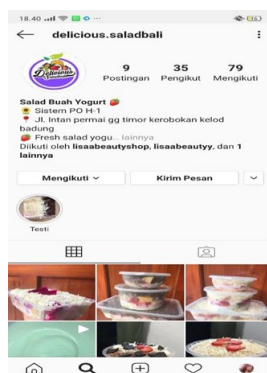 18.40
delicious.saladbali
Delicious
9 35 79
Postingan Pengikut Mengikuti
Salad Buah Yogurt 🍓
Sistem PO H-1
📍 Jl. Intan permai gg timor kerobokan kelod
badung
🍓 Fresh salad yogu... lainnya
Diikuti oleh lisaabeautyshop, lisaabeautyy, dan 1
lainnya
Mengikuti Kirim Pesan
Testi